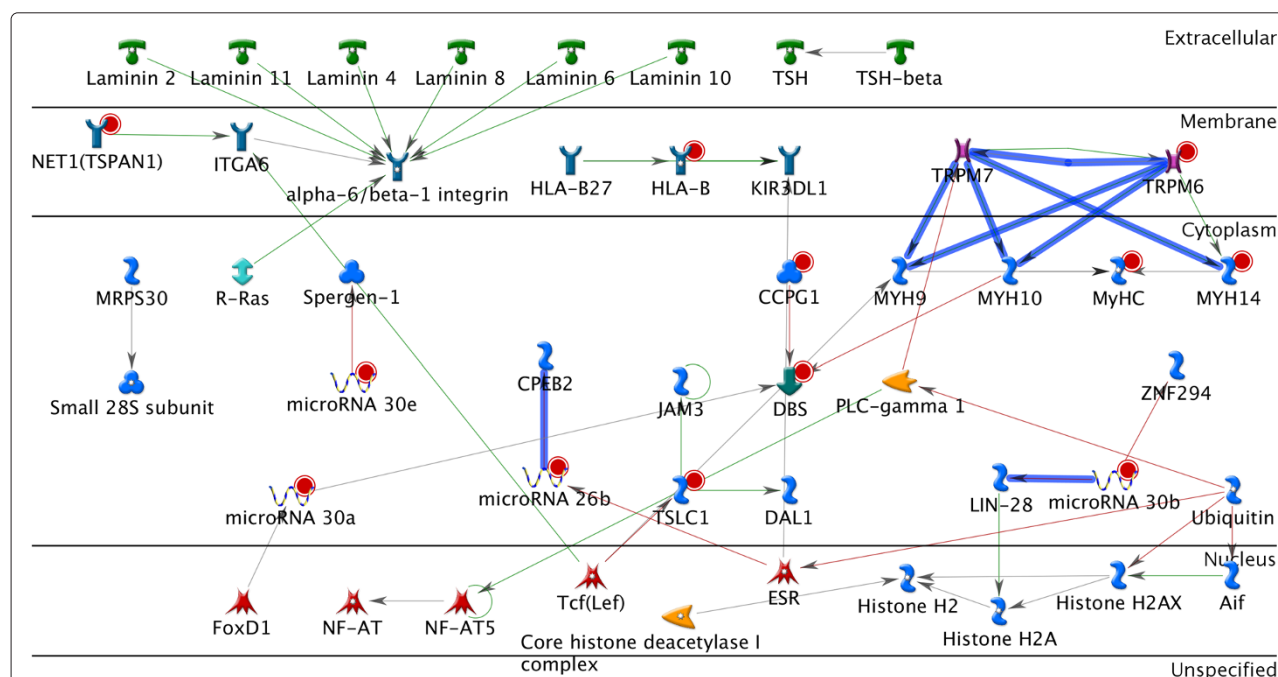 Extracellular
Laminin 2
Laminin 11
Laminin 4
Laminin 8
Laminin 6
Laminin 10
TSH
TSH-beta
Membrane
NET1(TSPAN1)
ITGA6
alpha-6/beta-1 integrin
HLA-B27
HLA-B
KIR3DL1
TRPM7
TRPM6
Cytoplasm
MRPS30
R-Ras
Spergen-1
CCPG1
MYH9
MYH10
MyHC
MYH14
Small 28S subunit
microRNA 30e
CPEB2
JAM3
DBS
PLC-gamma 1
ZNF294
microRNA 30a
microRNA 26b
TSLC1
DAL1
LIN-28
microRNA 30b
Ubiquitin
Nucleus
FoxD1
NF-AT
NF-AT5
Tcf(Lef)
Core histone deacetylase I
complex
ESR
Histone H2
Histone H2A
Histone H2AX
Aif
Unspecified